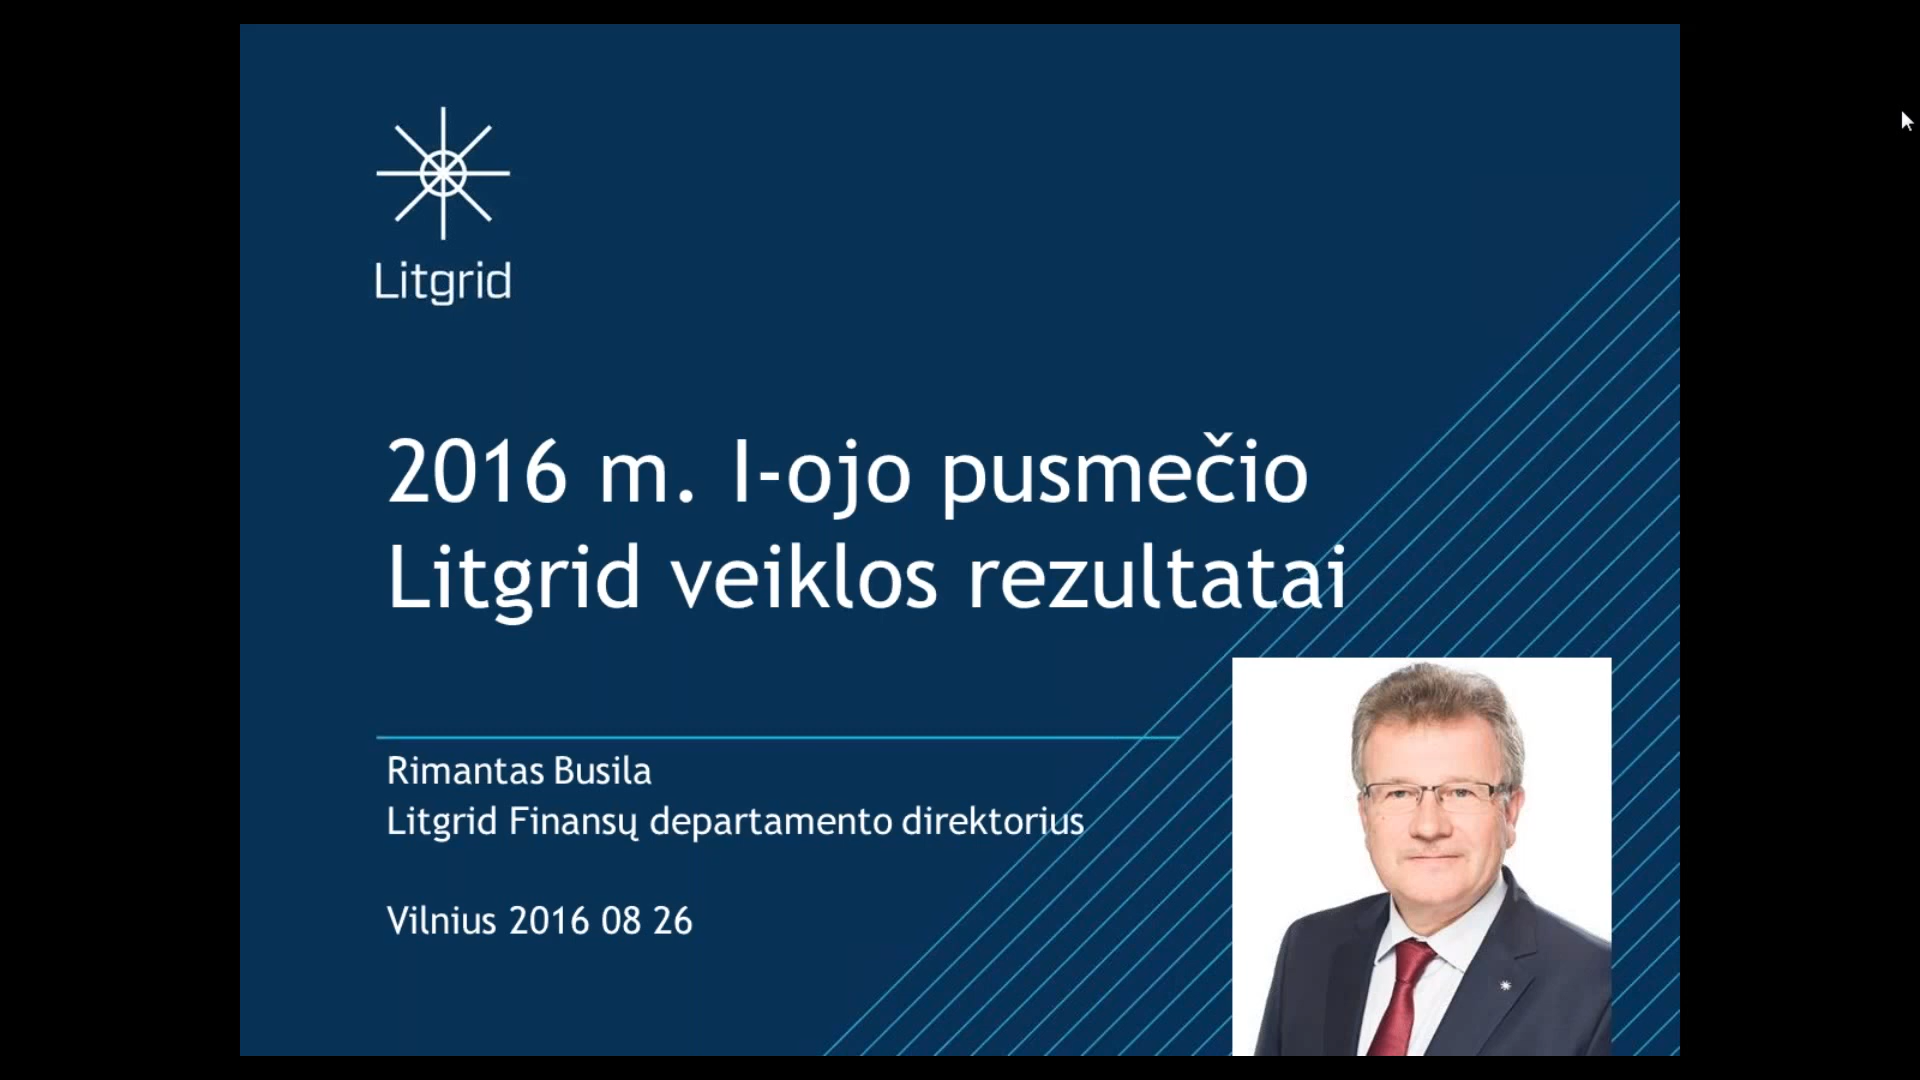 Litgrid
2016 m. I-ojo pusmečio
Litgrid veiklos rezultatai
Rimantas Busila
Litgrid Finansų departamento direktorius
Vilnius 2016 08 26